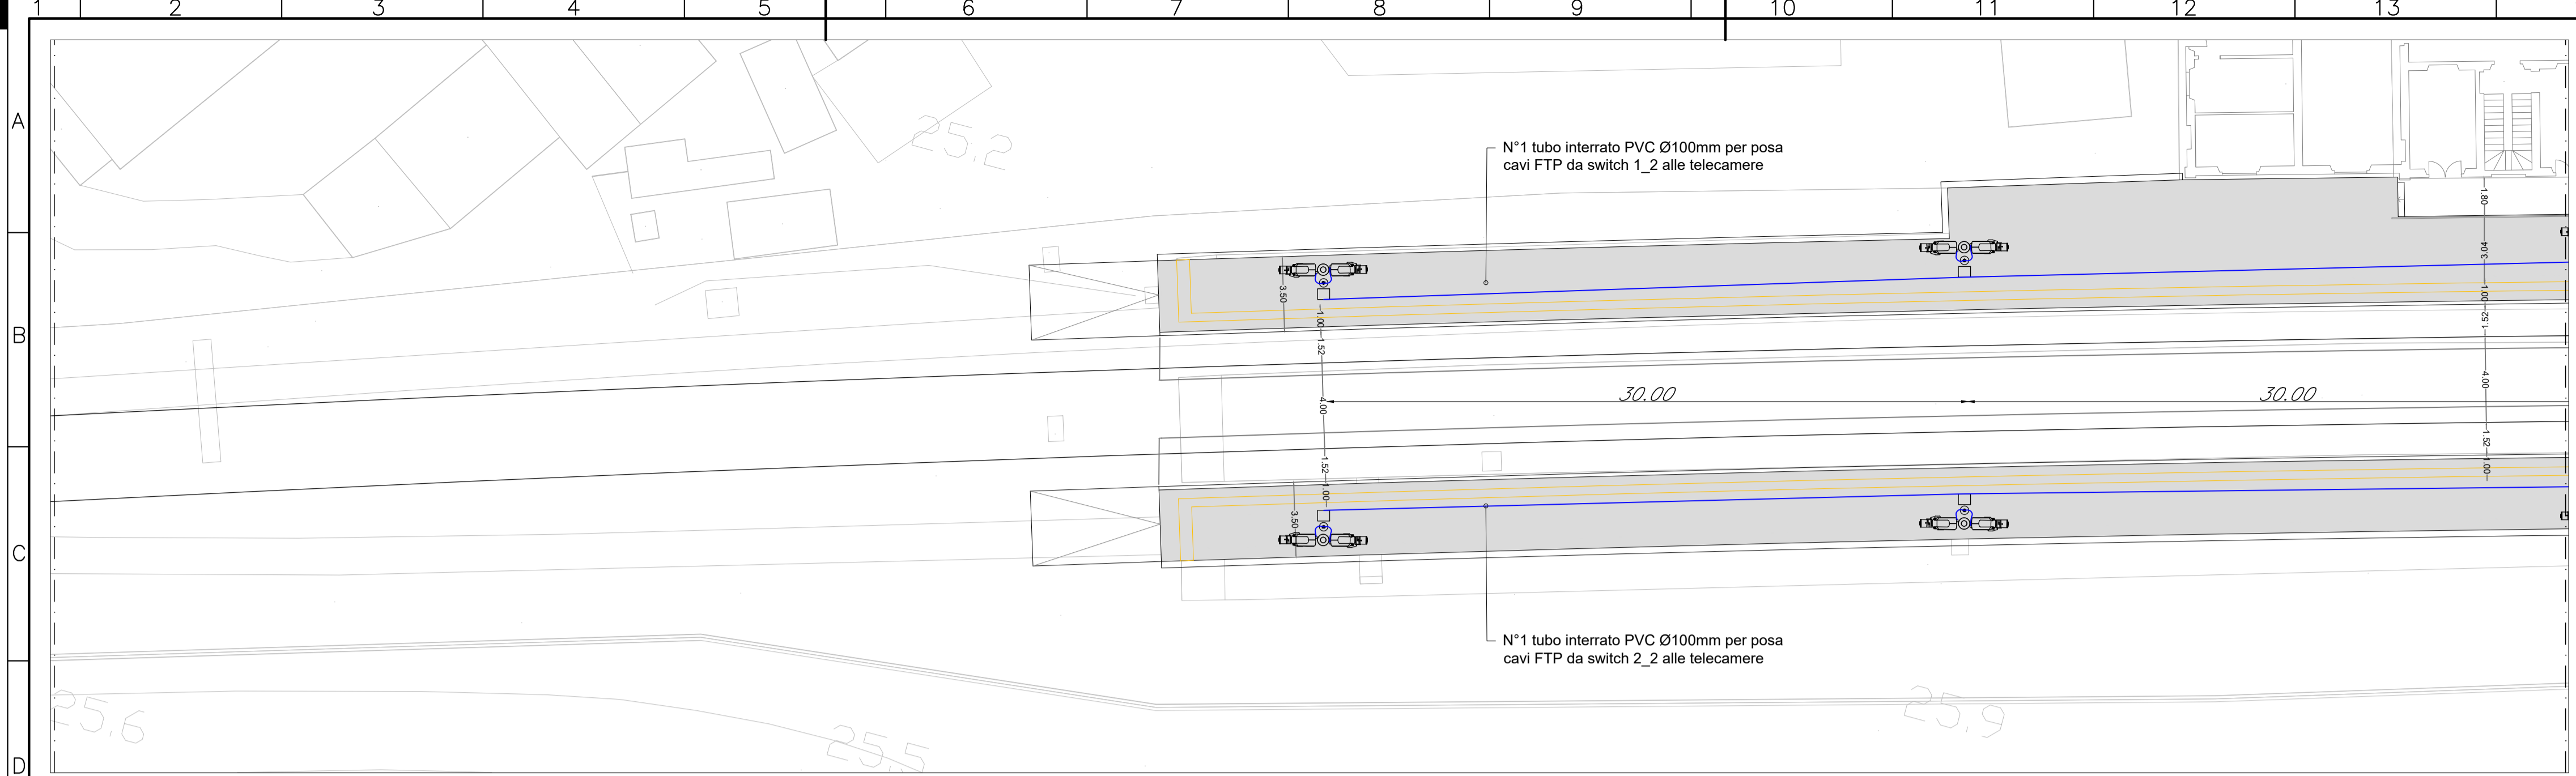 1 2 3 4 5 6 7 8 9 10 11 12 13
A
25.2
N°1 tubo interrato PVC Ø100mm per posa
cavi FTP da switch 1_2 alle telecamere
1.80
3.04
3.50
1.00
1.00
1.52
1.52
B
4.00
30.00
30.00
4.00
1.52
1.52
1.00
1.00
3.50
C
N°1 tubo interrato PVC Ø100mm per posa
cavi FTP da switch 2_2 alle telecamere
25.6
25.5
25.9
D